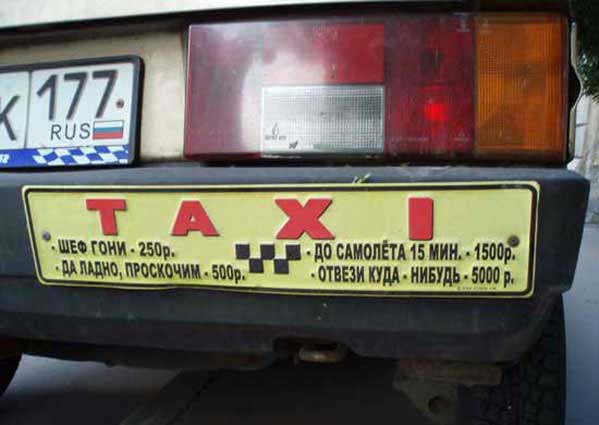 К 177
RUS
TAXI
- ШЕФ ГОНИ - 250р.
- ДА ЛАДНО, ПРОСКОЧИМ - 500р.
- ДО САМОЛЁТА 15 МИН. - 1500р.
- ОТВЕЗИ КУДА - НИБУДЬ - 5000 р.